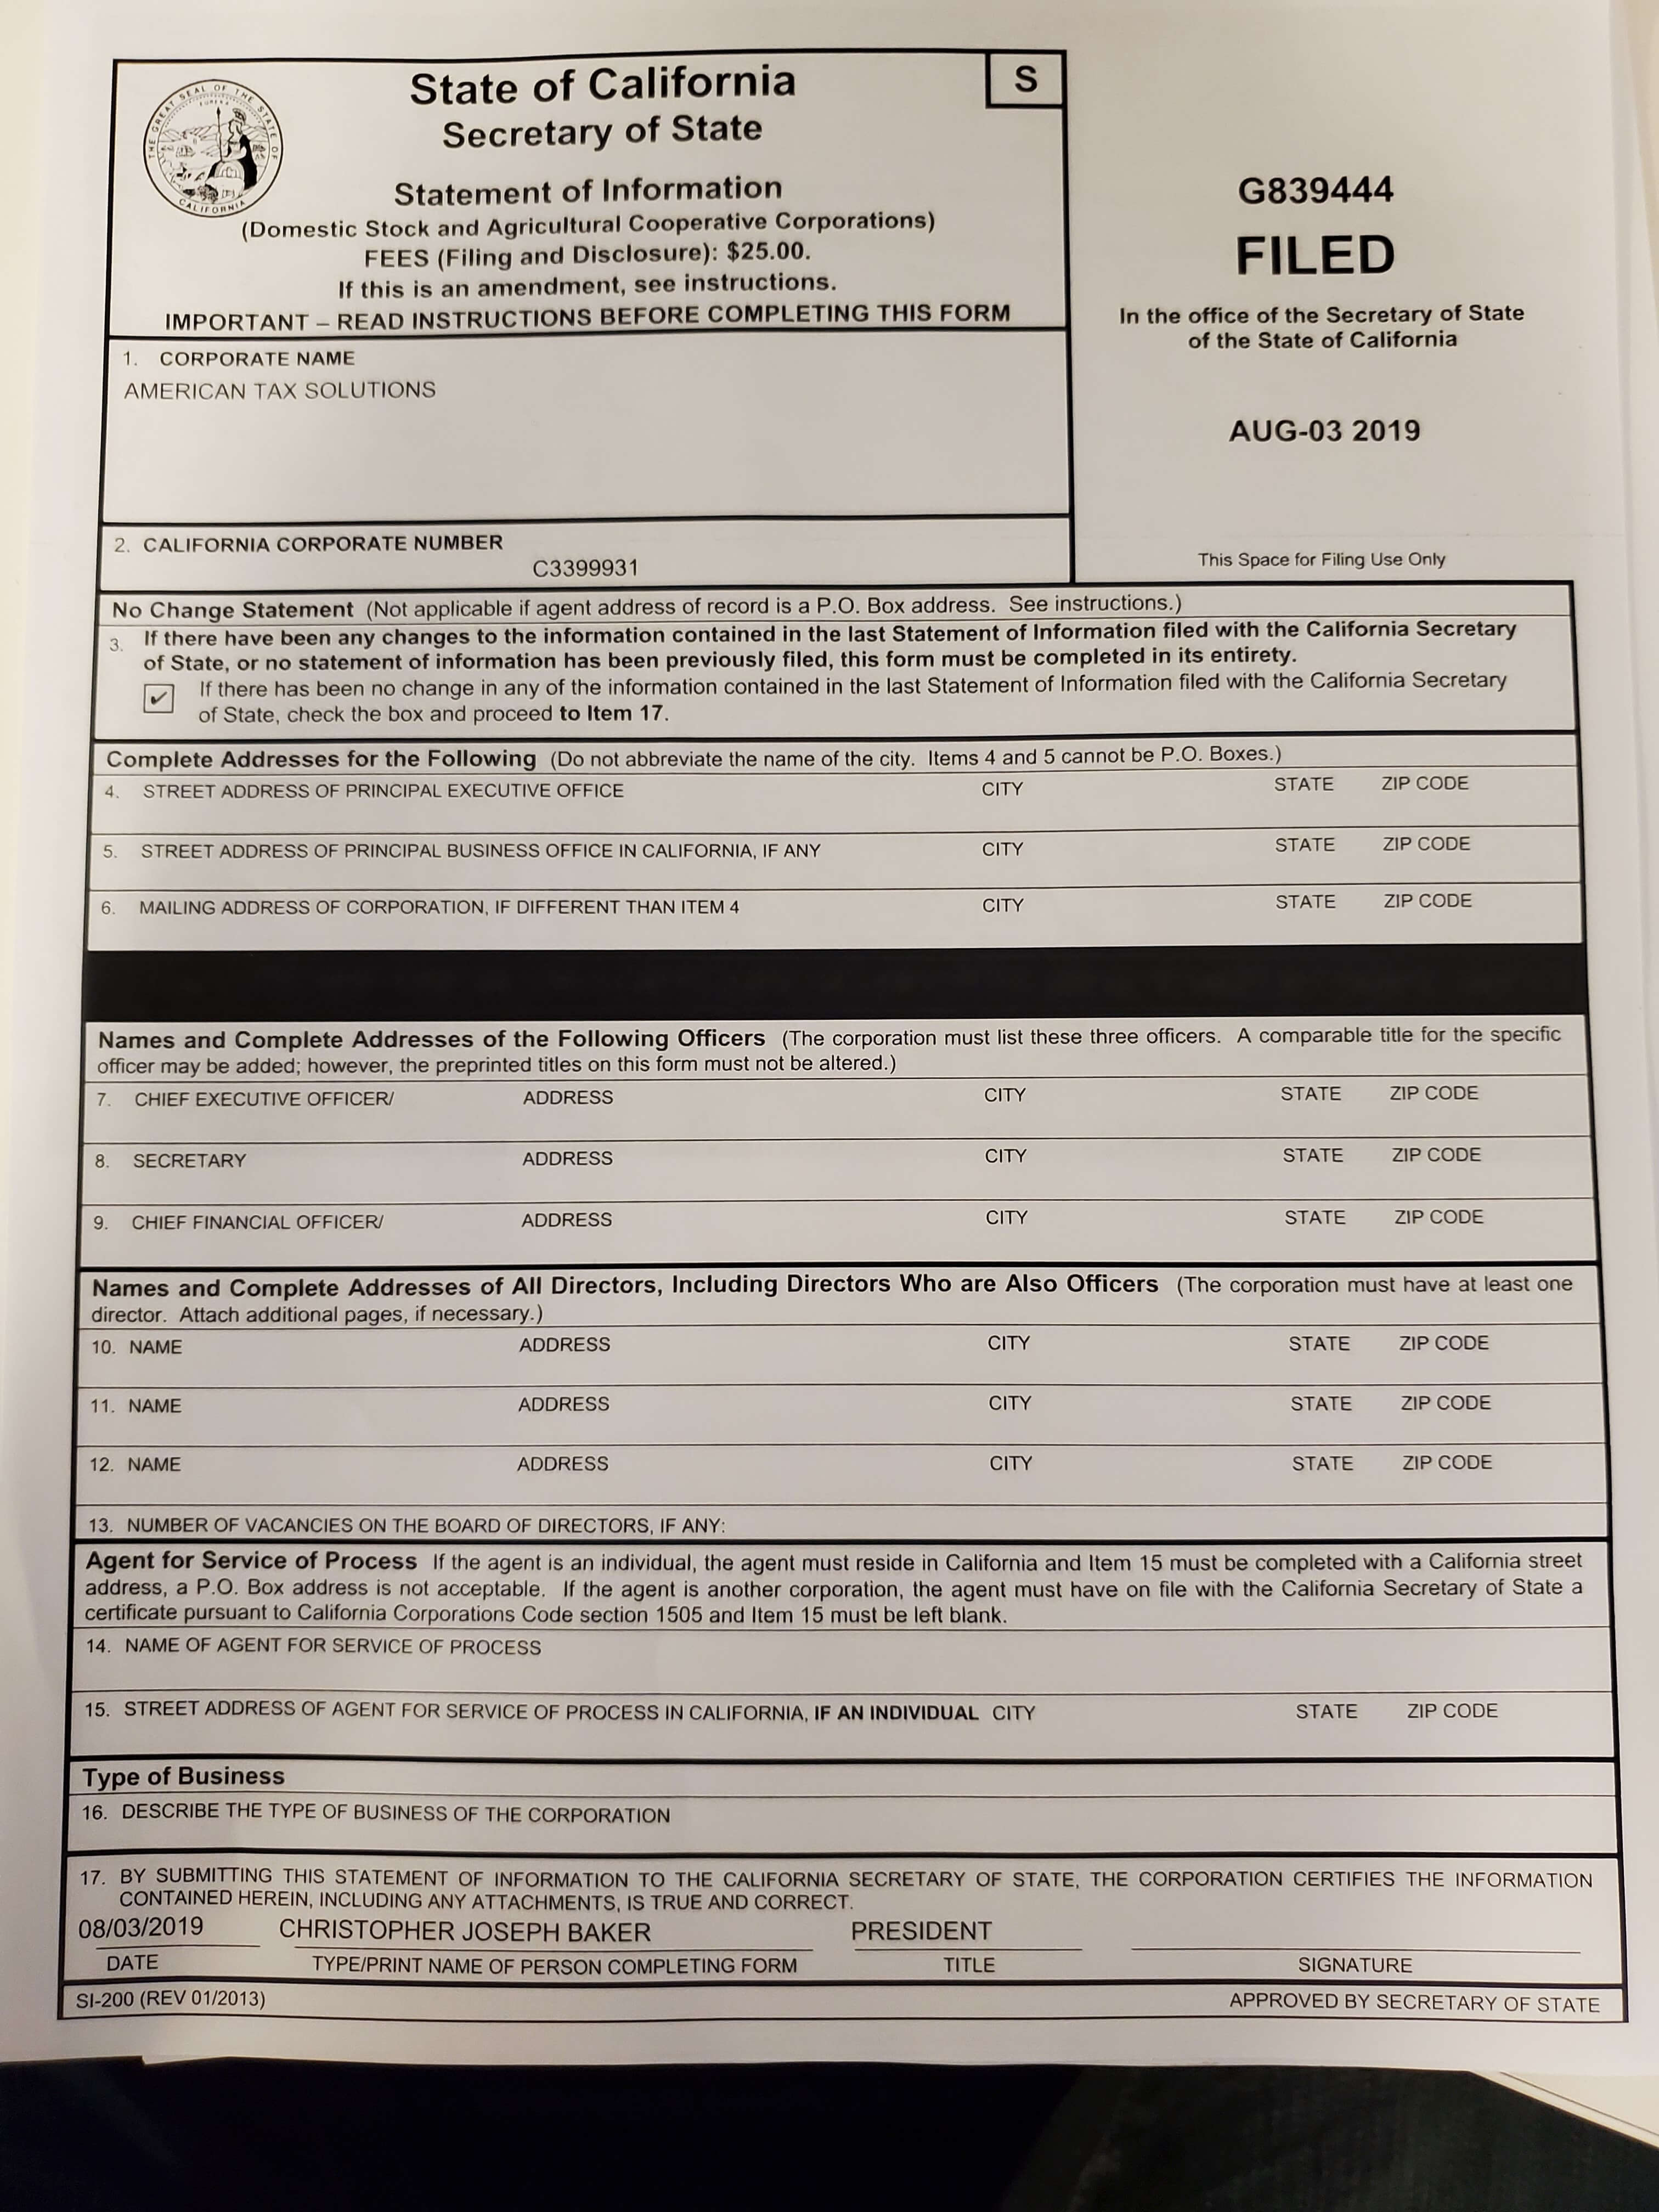 THE GREAT SEAL OF THE STATE OF CALIFORNIA
EUREKA
State of California
Secretary of State
S
Statement of Information
(Domestic Stock and Agricultural Cooperative Corporations)
FEES (Filing and Disclosure): $25.00.
If this is an amendment, see instructions.
IMPORTANT – READ INSTRUCTIONS BEFORE COMPLETING THIS FORM
G839444
FILED
In the office of the Secretary of State
of the State of California
AUG-03 2019
1. CORPORATE NAME
AMERICAN TAX SOLUTIONS
2. CALIFORNIA CORPORATE NUMBER
C3399931
This Space for Filing Use Only
No Change Statement (Not applicable if agent address of record is a P.O. Box address. See instructions.)
3. If there have been any changes to the information contained in the last Statement of Information filed with the California Secretary
of State, or no statement of information has been previously filed, this form must be completed in its entirety.
✓ If there has been no change in any of the information contained in the last Statement of Information filed with the California Secretary
of State, check the box and proceed to Item 17.
Complete Addresses for the Following (Do not abbreviate the name of the city. Items 4 and 5 cannot be P.O. Boxes.)
4. STREET ADDRESS OF PRINCIPAL EXECUTIVE OFFICE CITY STATE ZIP CODE
5. STREET ADDRESS OF PRINCIPAL BUSINESS OFFICE IN CALIFORNIA, IF ANY CITY STATE ZIP CODE
6. MAILING ADDRESS OF CORPORATION, IF DIFFERENT THAN ITEM 4 CITY STATE ZIP CODE
Names and Complete Addresses of the Following Officers (The corporation must list these three officers. A comparable title for the specific
officer may be added; however, the preprinted titles on this form must not be altered.)
7. CHIEF EXECUTIVE OFFICER/ ADDRESS CITY STATE ZIP CODE
8. SECRETARY ADDRESS CITY STATE ZIP CODE
9. CHIEF FINANCIAL OFFICER/ ADDRESS CITY STATE ZIP CODE
Names and Complete Addresses of All Directors, Including Directors Who are Also Officers (The corporation must have at least one
director. Attach additional pages, if necessary.)
10. NAME ADDRESS CITY STATE ZIP CODE
11. NAME ADDRESS CITY STATE ZIP CODE
12. NAME ADDRESS CITY STATE ZIP CODE
13. NUMBER OF VACANCIES ON THE BOARD OF DIRECTORS, IF ANY:
Agent for Service of Process If the agent is an individual, the agent must reside in California and Item 15 must be completed with a California street
address, a P.O. Box address is not acceptable. If the agent is another corporation, the agent must have on file with the California Secretary of State a
certificate pursuant to California Corporations Code section 1505 and Item 15 must be left blank.
14. NAME OF AGENT FOR SERVICE OF PROCESS
15. STREET ADDRESS OF AGENT FOR SERVICE OF PROCESS IN CALIFORNIA, IF AN INDIVIDUAL CITY STATE ZIP CODE
Type of Business
16. DESCRIBE THE TYPE OF BUSINESS OF THE CORPORATION
17. BY SUBMITTING THIS STATEMENT OF INFORMATION TO THE CALIFORNIA SECRETARY OF STATE, THE CORPORATION CERTIFIES THE INFORMATION
CONTAINED HEREIN, INCLUDING ANY ATTACHMENTS, IS TRUE AND CORRECT.
08/03/2019 CHRISTOPHER JOSEPH BAKER PRESIDENT
DATE TYPE/PRINT NAME OF PERSON COMPLETING FORM TITLE SIGNATURE
SI-200 (REV 01/2013) APPROVED BY SECRETARY OF STATE